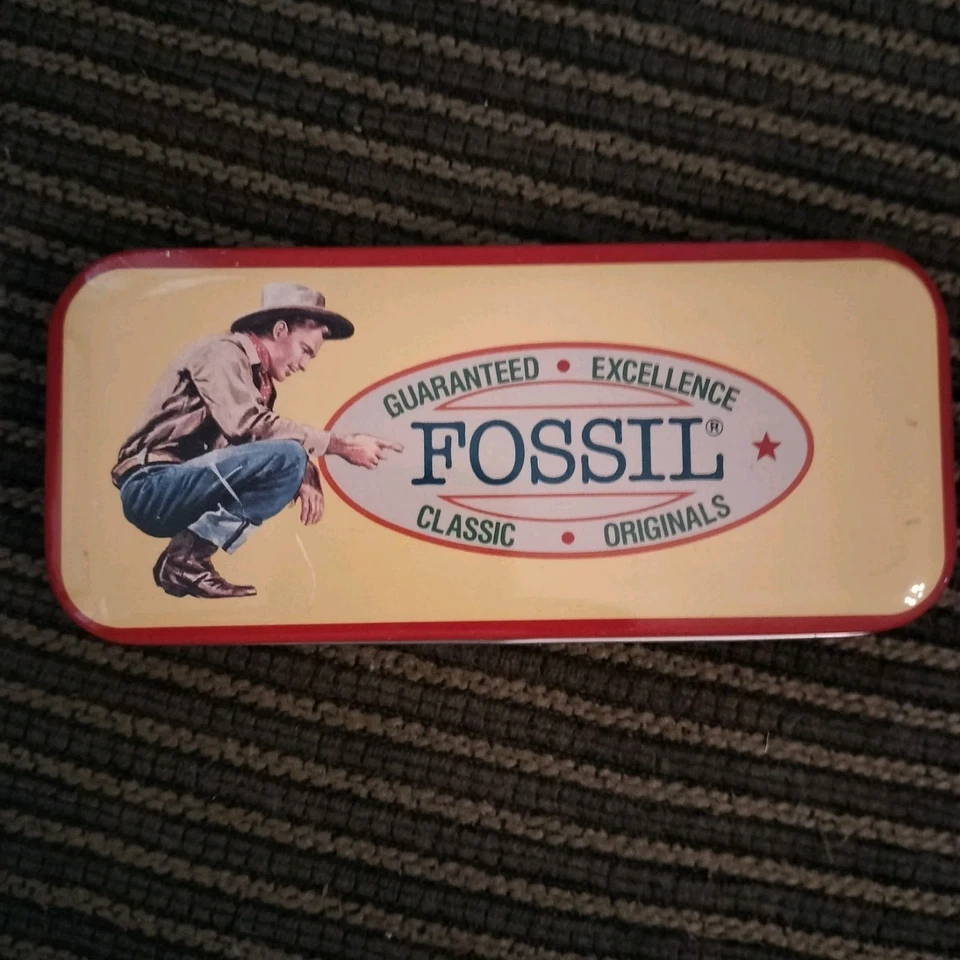 GUARANTEED • EXCELLENCE
FOSSIL®
CLASSIC • ORIGINALS